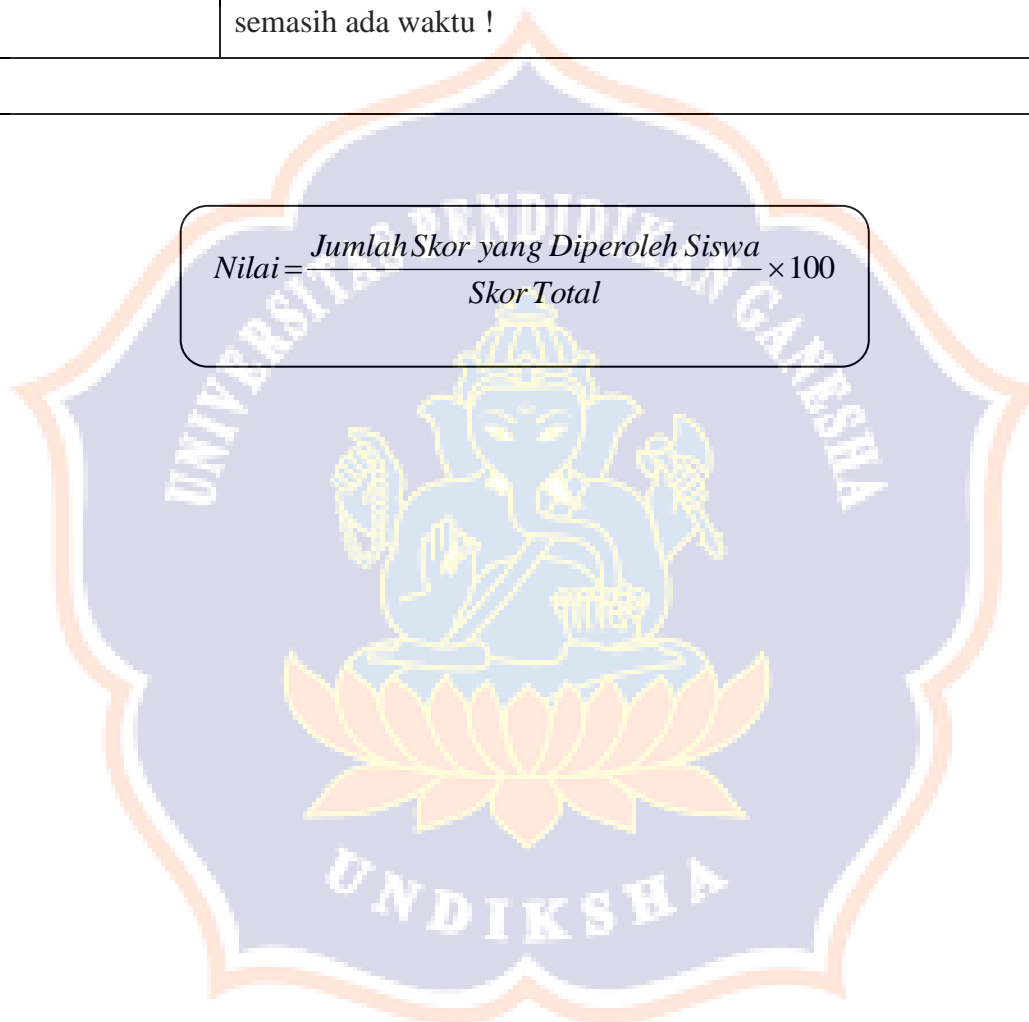 semasih ada waktu !
Nilai = Jumlah Skor yang Diperoleh Siswa / Skor Total × 100
UNIVERSITAS PENDIDIKAN GANESHA
UNDIKSHA